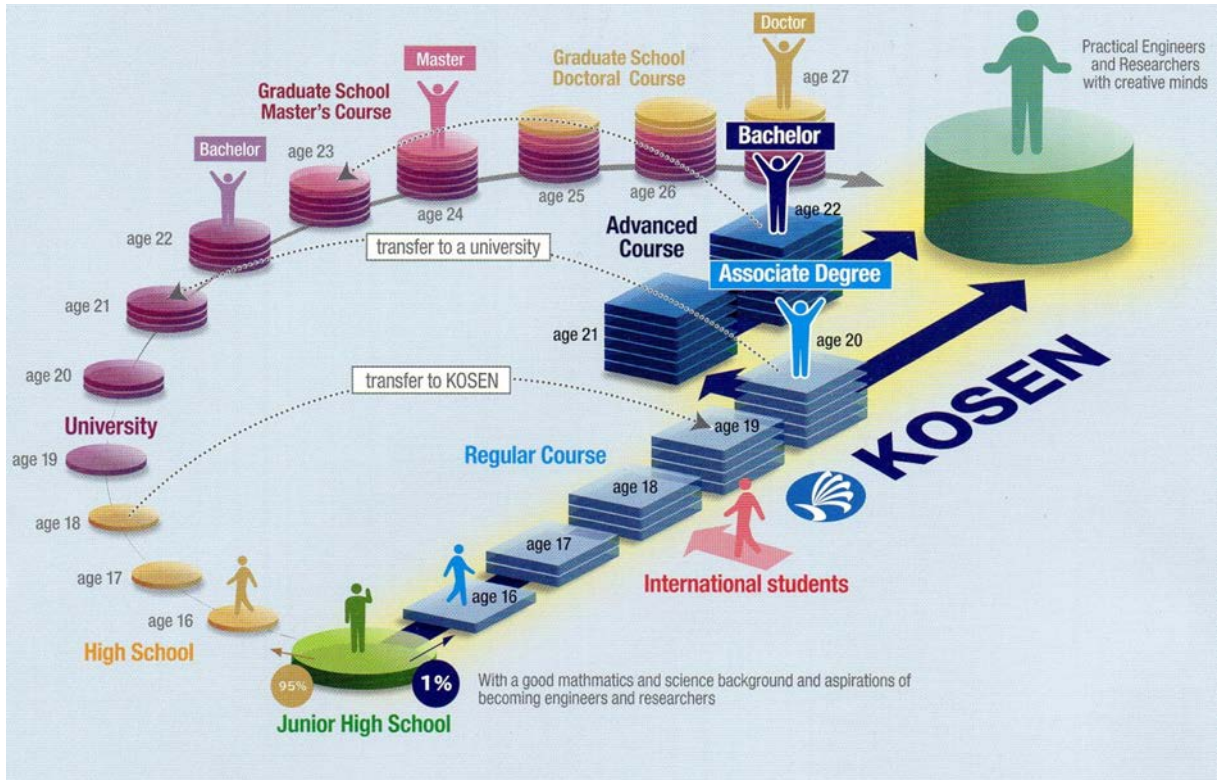 Doctor
Master
Graduate School
Doctoral Course
age 27
Practical Engineers
and Researchers
with creative minds
Graduate School
Master's Course
Bachelor
age 23
Bachelor
age 24
age 25
age 26
age 22
age 22
Advanced
Course
transfer to a university
Associate Degree
age 21
age 21
age 20
age 20
transfer to KOSEN
KOSEN
University
age 19
age 19
Regular Course
age 18
age 18
age 17
age 17
International students
age 16
age 16
High School
95%
1%
With a good mathmatics and science background and aspirations of
becoming engineers and researchers
Junior High School